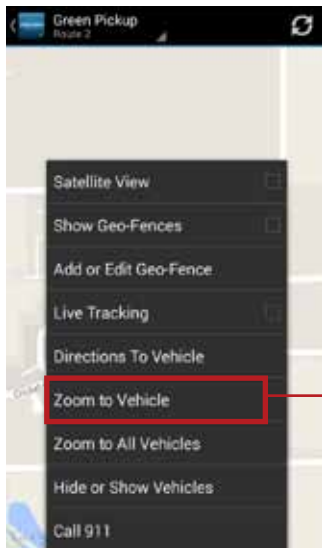 Green Pickup
Route 2
Satellite View
Show Geo-Fences
Add or Edit Geo-Fence
Live Tracking
Directions To Vehicle
Zoom to Vehicle
Zoom to All Vehicles
Hide or Show Vehicles
Call 911